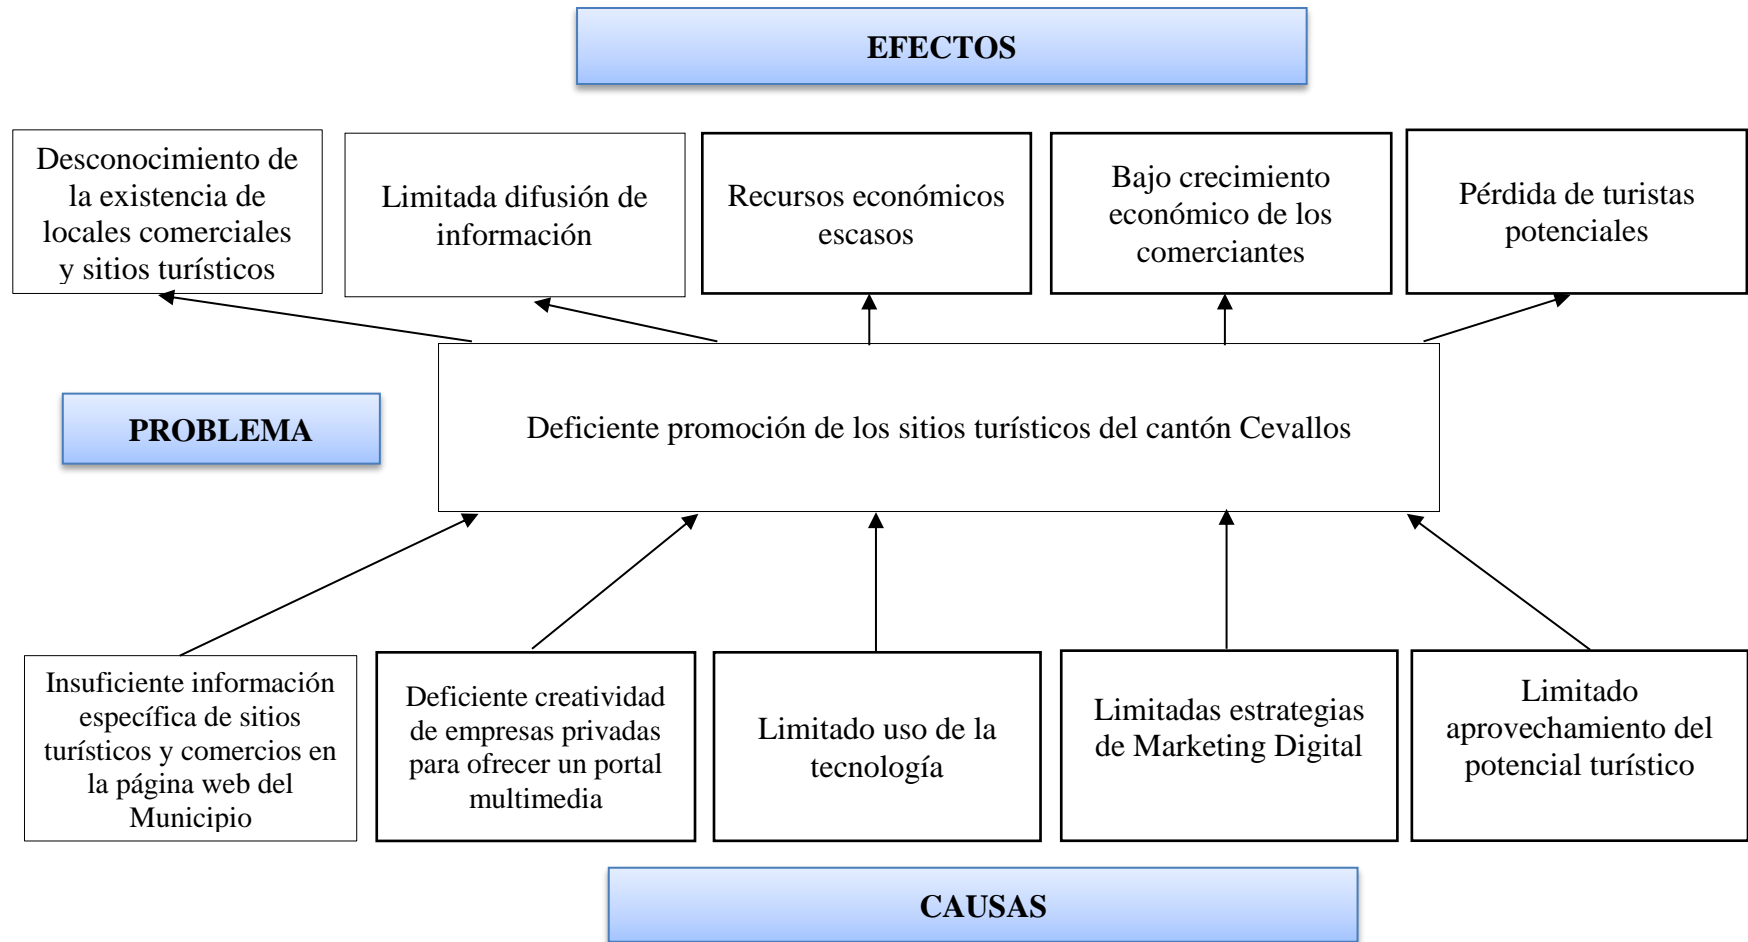 EFECTOS
Desconocimiento de
la existencia de
locales comerciales
y sitios turísticos
Limitada difusión de
información
Recursos económicos
escasos
Bajo crecimiento
económico de los
comerciantes
Pérdida de turistas
potenciales
PROBLEMA
Deficiente promoción de los sitios turísticos del cantón Cevallos
Insuficiente información
específica de sitios
turísticos y comercios en
la página web del
Municipio
Deficiente creatividad
de empresas privadas
para ofrecer un portal
multimedia
Limitado uso de la
tecnología
Limitadas estrategias
de Marketing Digital
Limitado
aprovechamiento del
potencial turístico
CAUSAS